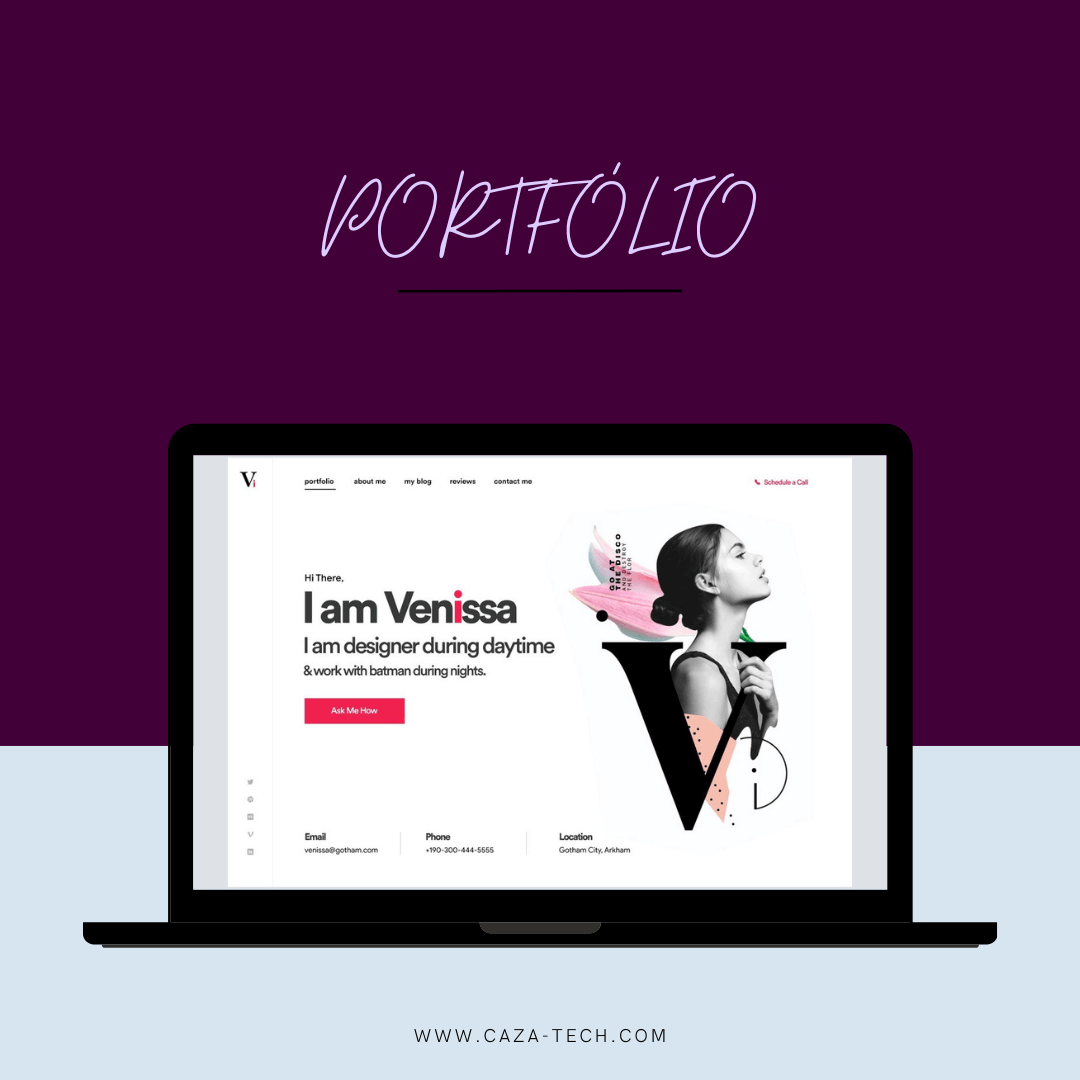 PORTFÓLIO
Vi
portfolio about me my blog reviews contact me
Schedule a Call
GO AT
THE DISCO
AND DESTROY
THE FLOR
Hi There,
I am Venissa
I am designer during daytime
& work with batman during nights.
Ask Me How
V
Email
venissa@gotham.com
Phone
+190-300-444-5555
Location
Gotham City, Arkham
WWW.CAZA-TECH.COM